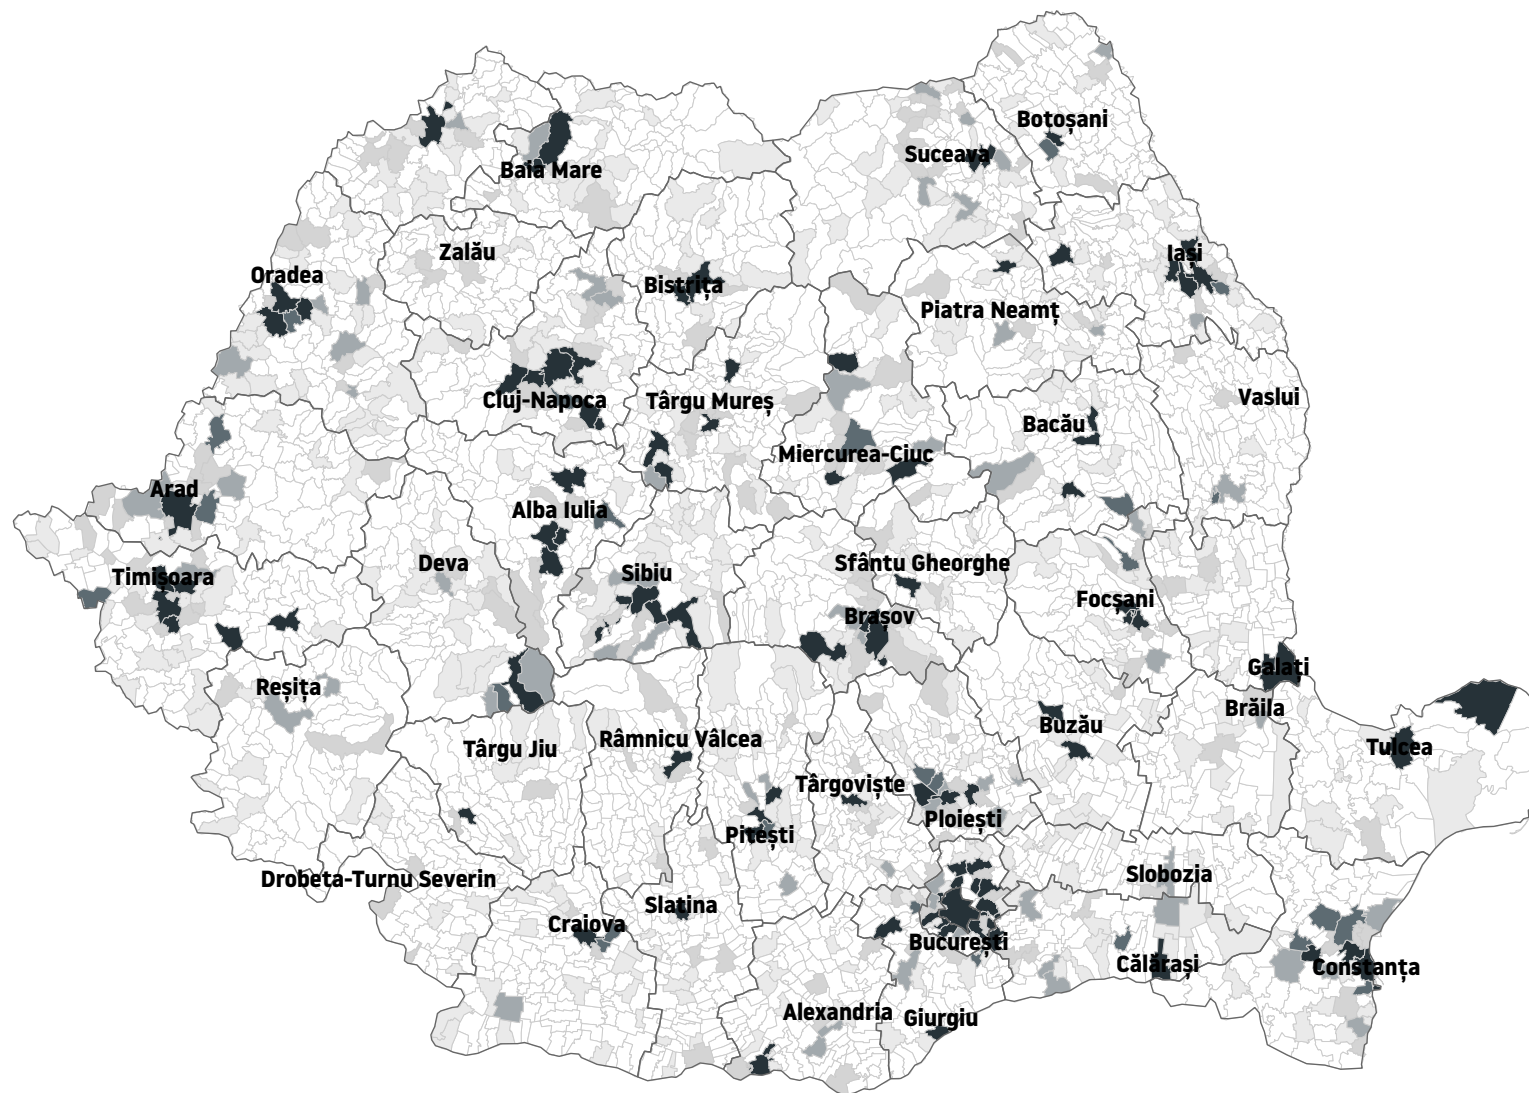 Botoșani
Suceava
Baia Mare
Zalău
Iași
Oradea
Bistrița
Piatra Neamț
Cluj-Napoca
Târgu Mureș
Vaslui
Bacău
Miercurea-Ciuc
Arad
Alba Iulia
Deva
Sibiu
Sfântu Gheorghe
Timișoara
Focșani
Brașov
Galați
Reșița
Brăila
Buzău
Târgu Jiu
Râmnicu Vâlcea
Tulcea
Târgoviște
Pitești
Ploiești
Drobeta-Turnu Severin
Slobozia
Slatina
Craiova
București
Călărași
Constanța
Alexandria
Giurgiu